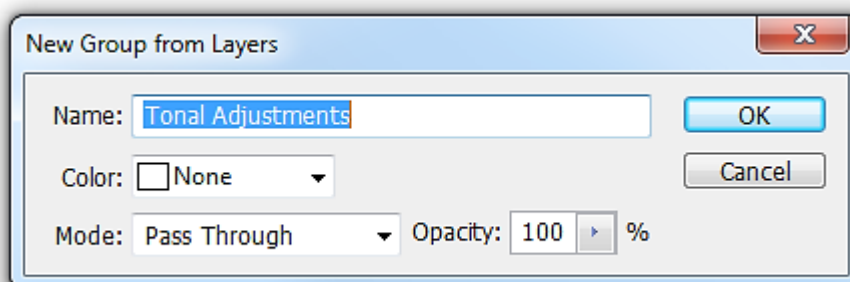 New Group from Layers
Name: Tonal Adjustments
OK
Color: None
Cancel
Mode: Pass Through Opacity: 100 %